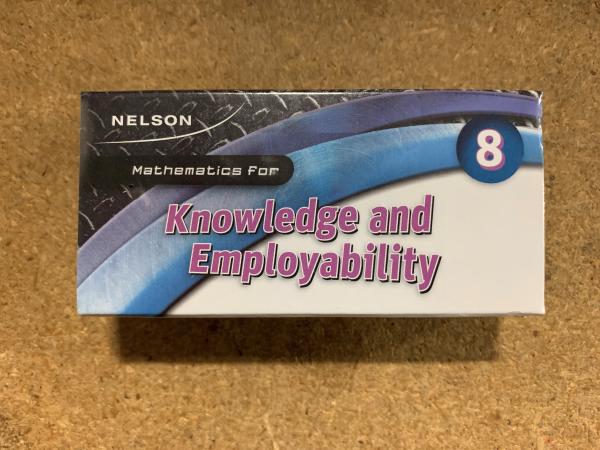 NELSON
8
Mathematics For
Knowledge and
Employability